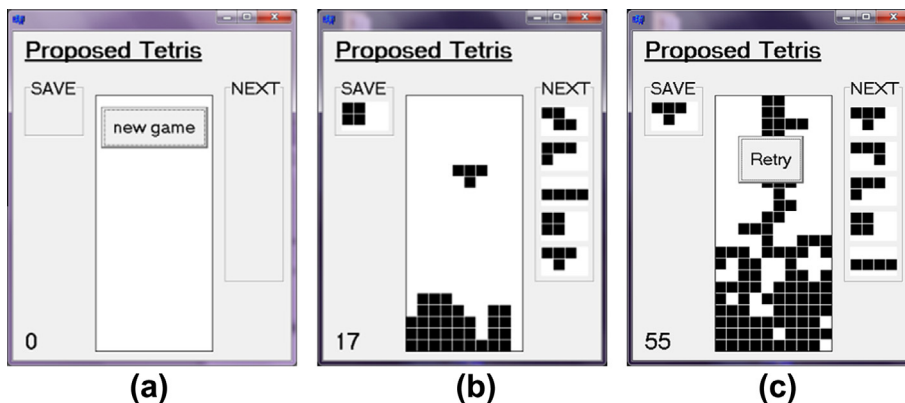 Proposed Tetris
SAVE
NEXT
new game
0
(a)
Proposed Tetris
SAVE
NEXT
17
(b)
Proposed Tetris
SAVE
NEXT
Retry
55
(c)